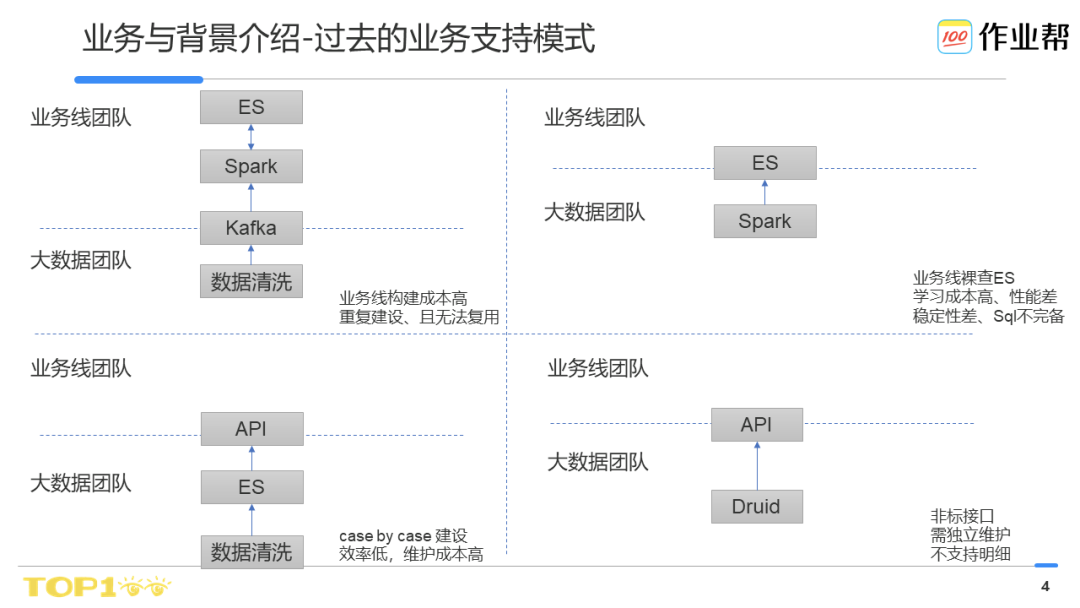 业务与背景介绍-过去的业务支持模式
100 作业帮
业务线团队
ES
Spark
Kafka
大数据团队
数据清洗
业务线构建成本高
重复建设、且无法复用
业务线团队
ES
大数据团队
Spark
业务线裸查ES
学习成本高、性能差
稳定性差、Sql不完备
业务线团队
API
大数据团队
ES
数据清洗
case by case 建设
效率低，维护成本高
业务线团队
API
大数据团队
Druid
非标接口
需独立维护
不支持明细
TOP100
4